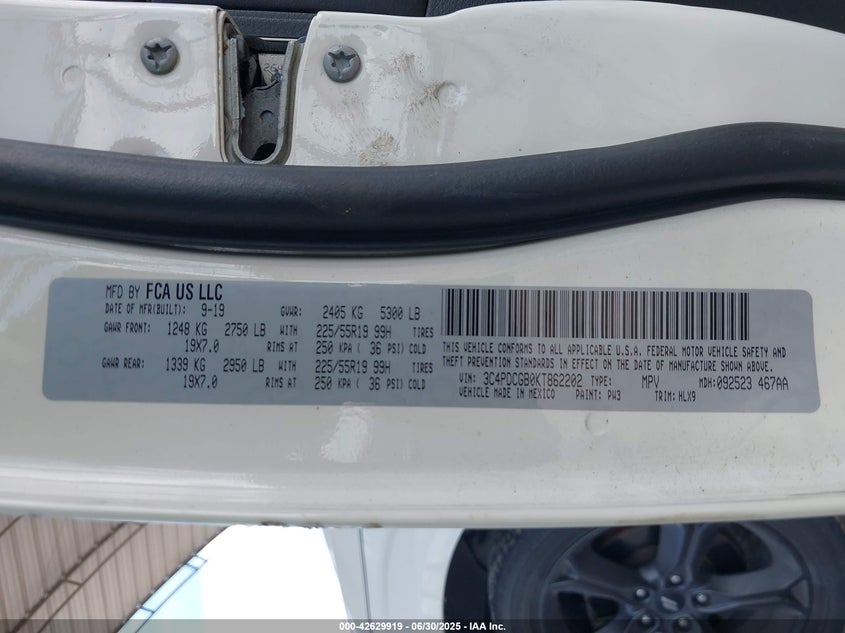 MFD BY FCA US LLC
DATE OF MFR(BUILT): 9-19 GVWR: 2405 KG 5300 LB
GAWR FRONT: 1248 KG 2750 LB WITH 225/55R19 99H TIRES
19X7.0 RIMS AT 250 KPA ( 36 PSI) COLD
GAWR REAR: 1339 KG 2950 LB WITH 225/55R19 99H TIRES
19X7.0 RIMS AT 250 KPA ( 36 PSI) COLD
THIS VEHICLE CONFORMS TO ALL APPLICABLE U.S.A. FEDERAL MOTOR VEHICLE SAFETY, BUMPER AND
THEFT PREVENTION STANDARDS IN EFFECT ON THE DATE OF MANUFACTURE SHOWN ABOVE.
VIN: 3C4PDCGB0KT862202 TYPE: MPV MDH: 092523 467AA
VEHICLE MADE IN MEXICO PAINT: PW3 TRIM: HLX9
000-42629919 - 06/30/2025 - IAA Inc.